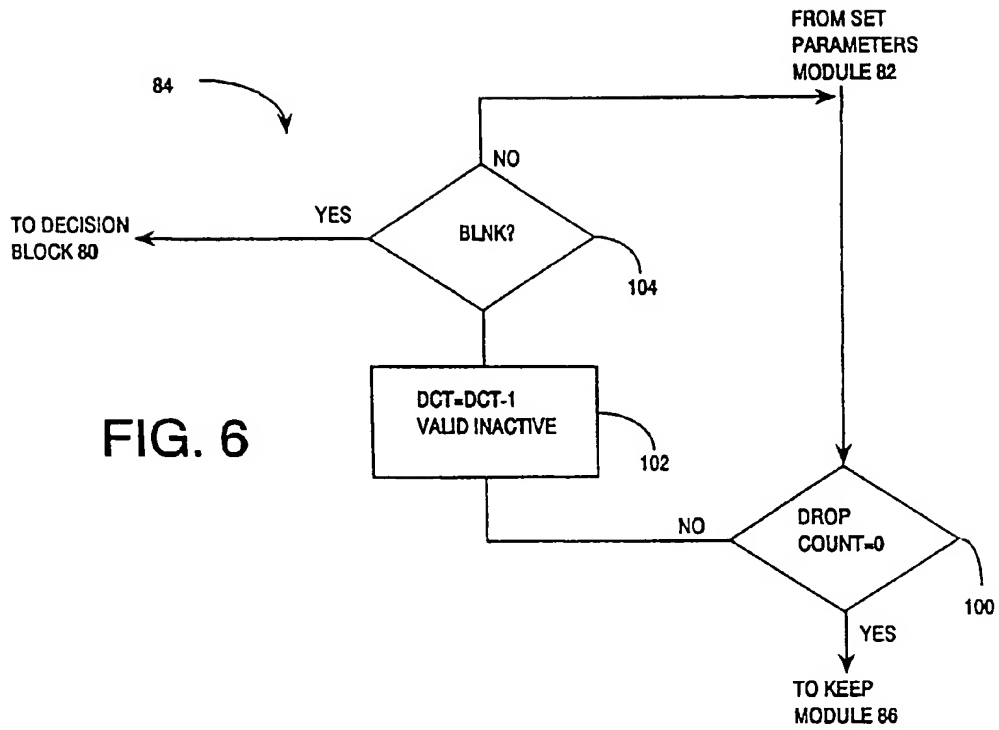 FROM SET
PARAMETERS
MODULE 82
84
NO
YES
TO DECISION
BLOCK 80
BLNK?
104
DCT=DCT-1
VALID INACTIVE
102
FIG. 6
NO
DROP
COUNT=0
100
YES
TO KEEP
MODULE 86